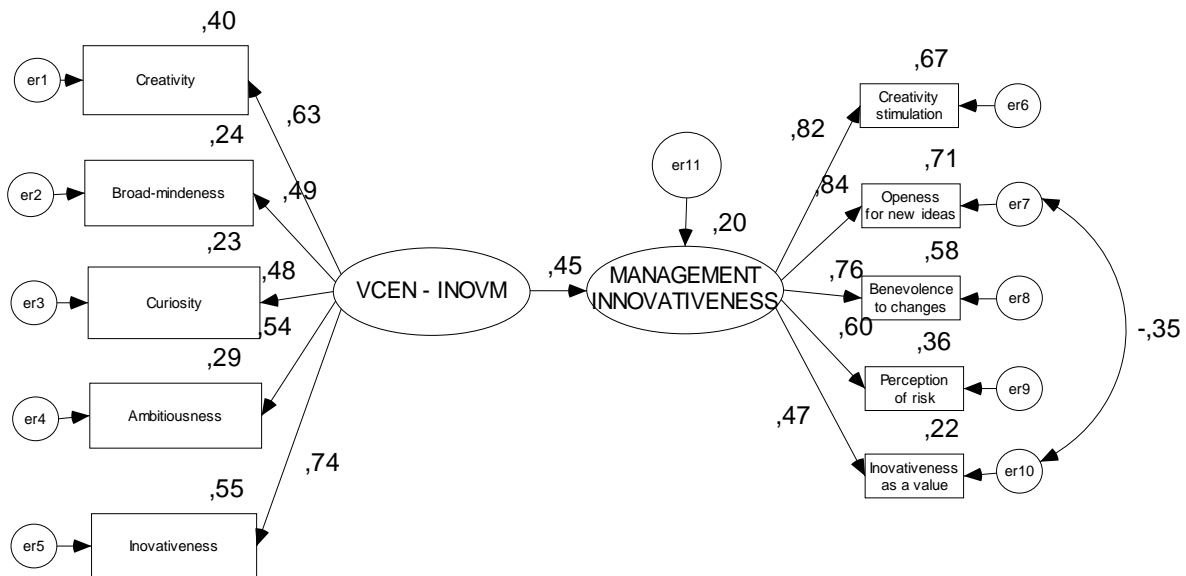 ,40
er1
Creativity
,63
,24
er2
Broad-mindeness
,49
,23
er3
Curiosity
,48
,54
,29
er4
Ambitiousness
,74
,55
er5
Inovativeness
VCEN - INOVM
,45
er11
,20
MANAGEMENT
INNOVATIVENESS
,67
Creativity
stimulation
er6
,82
,71
Openess
for new ideas
er7
,84
,58
Benevolence
to changes
er8
,76
,36
Perception
of risk
er9
,60
,22
Inovativeness
as a value
er10
,47
-,35